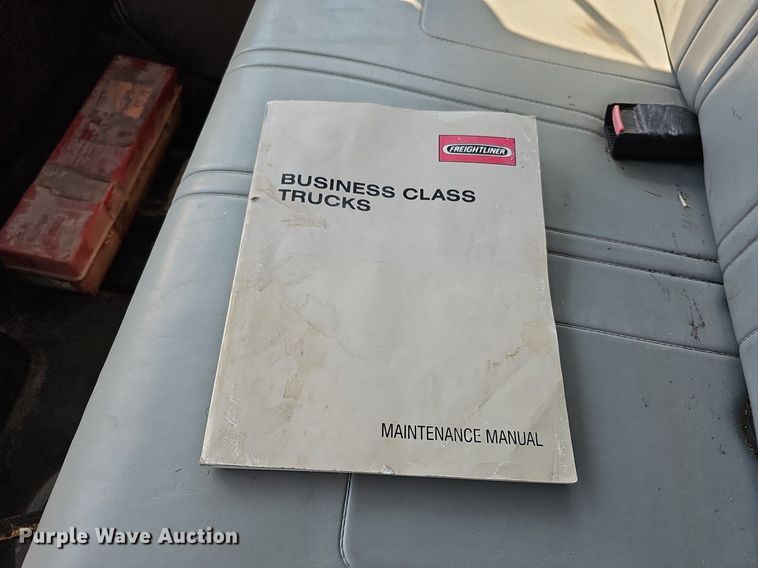 FREIGHTLINER
BUSINESS CLASS
TRUCKS
MAINTENANCE MANUAL
Purple Wave Auction